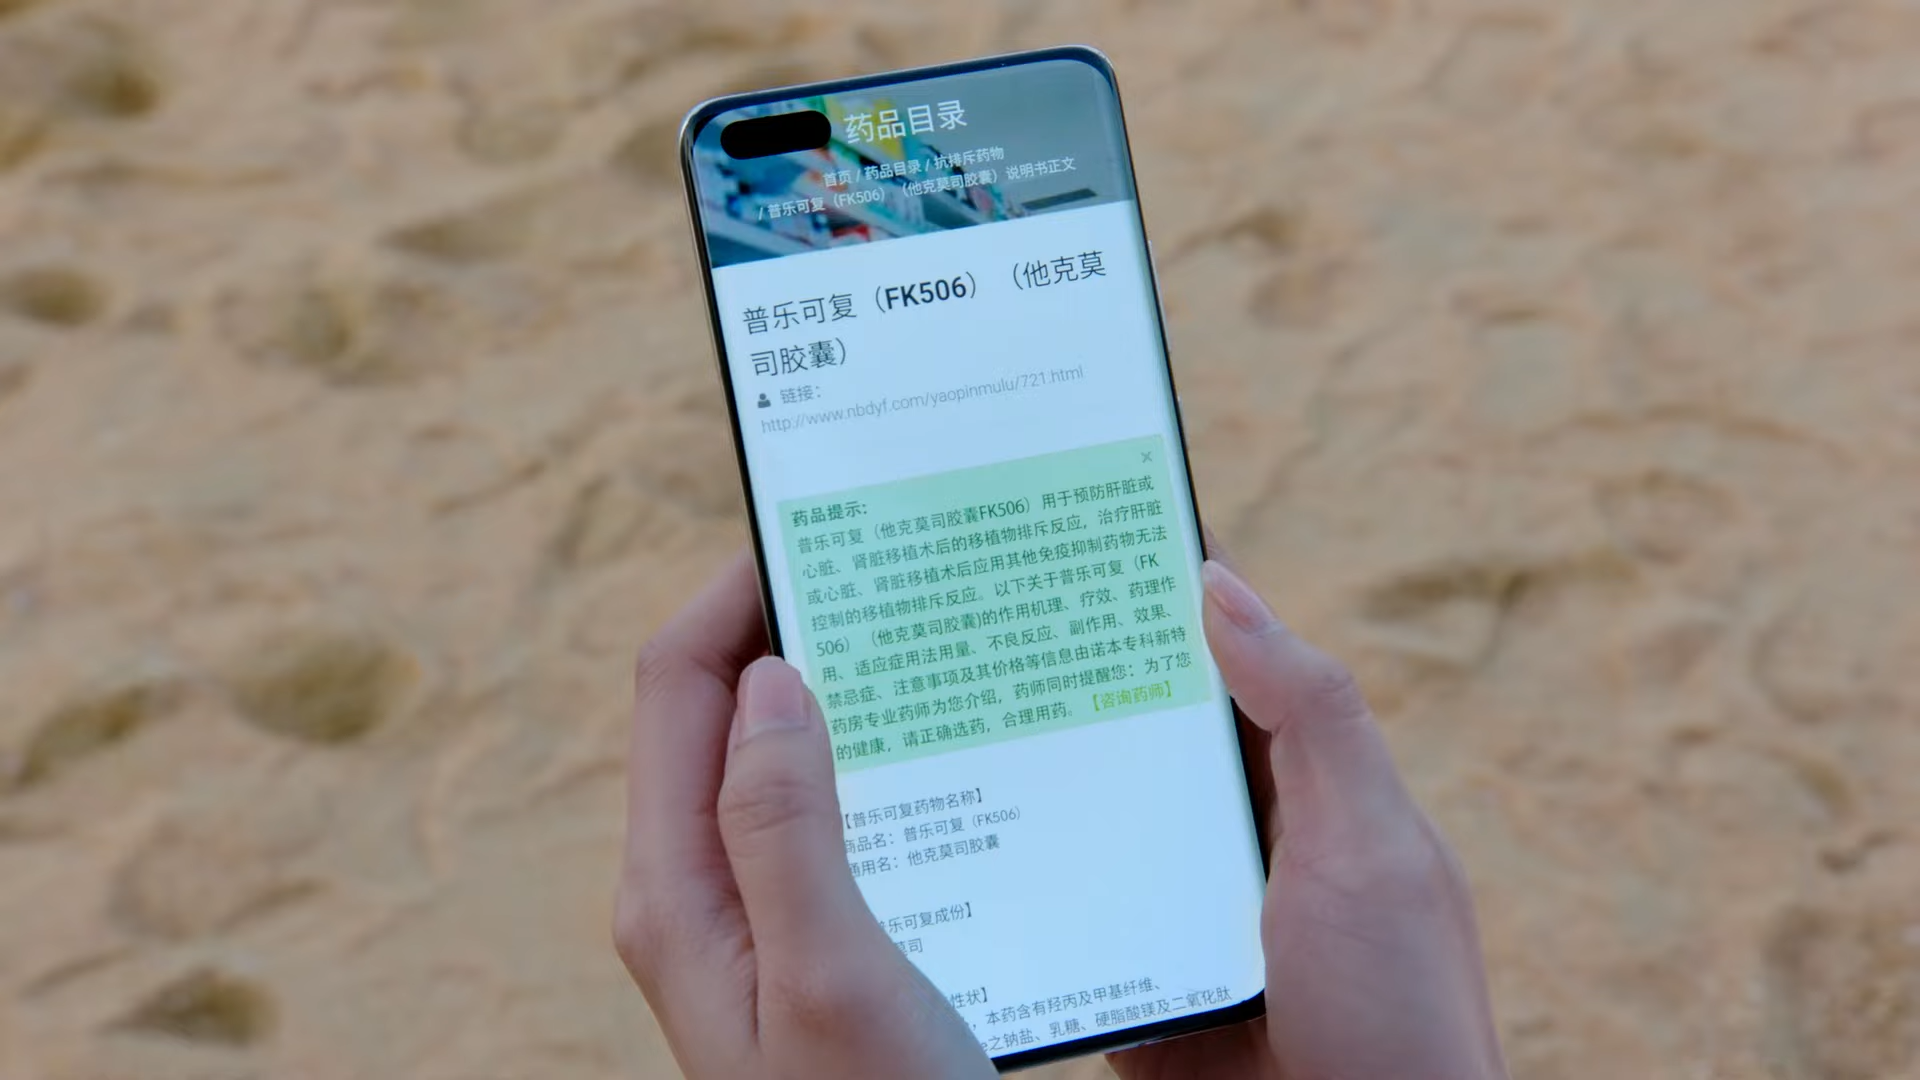 药品目录
首页 / 药品目录 / 抗排斥药物
/ 普乐可复（FK506）（他克莫司胶囊）说明书正文
普乐可复（FK506）（他克莫
司胶囊）
链接：
http://www.nbdyf.com/yaopinmulu/721.html
×
药品提示：
普乐可复（他克莫司胶囊FK506）用于预防肝脏或
心脏、肾脏移植术后的移植物排斥反应，治疗肝脏
或心脏、肾脏移植术后应用其他免疫抑制药物无法
控制的移植物排斥反应。以下关于普乐可复（FK
506）（他克莫司胶囊)的作用机理、疗效、药理作
用、适应症用法用量、不良反应、副作用、效果、
禁忌症、注意事项及其价格等信息由诺本专科新特
药房专业药师为您介绍，药师同时提醒您：为了您
的健康，请正确选药，合理用药。【咨询药师】
【普乐可复药物名称】
商品名：普乐可复（FK506）
通用名：他克莫司胶囊
乐可复成份】
莫司
性状】
，本药含有羟丙及甲基纤维、
e之钠盐、乳糖、硬脂酸镁及二氧化肽